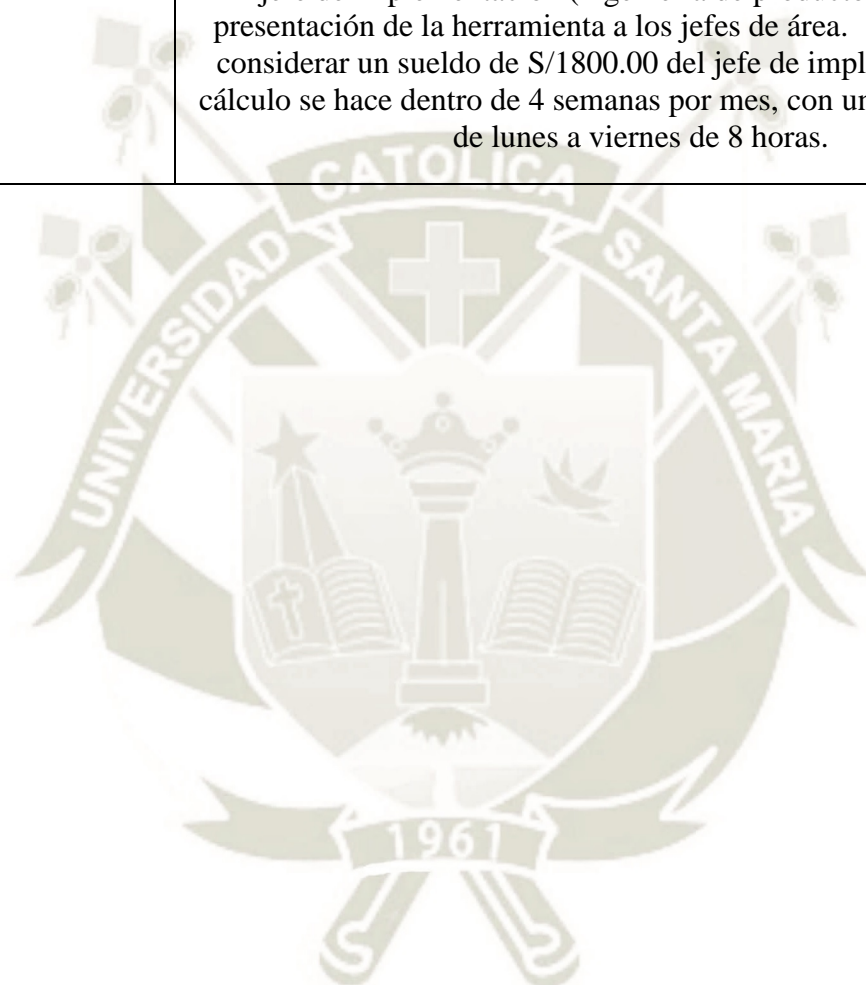 presentación de la herramienta a los jefes de área.
considerar un sueldo de S/1800.00 del jefe de
cálculo se hace dentro de 4 semanas por mes, con
de lunes a viernes de 8 horas.
CATOLICA
UNIVERSIDAD
SANTA MARIA
1961